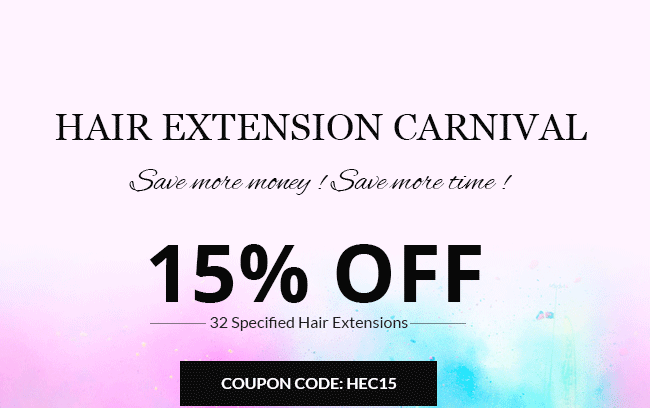 HAIR EXTENSION CARNIVAL
Save more money ! Save more time !
15% OFF
32 Specified Hair Extensions
COUPON CODE: HEC15